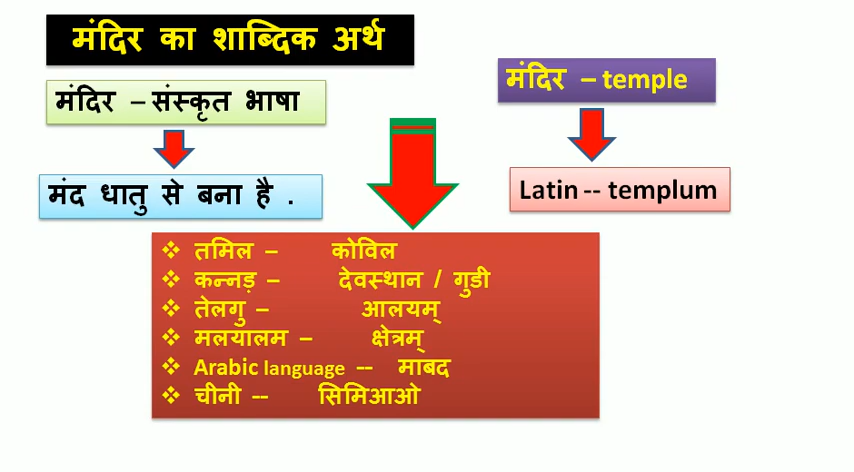 मंदिर का शाब्दिक अर्थ
मंदिर – संस्कृत भाषा
मंद धातु से बना है .
मंदिर – temple
Latin -- templum
❖ तमिल – कोविल
❖ कन्नड़ – देवस्थान / गुडी
❖ तेलगु – आलयम्
❖ मलयालम – क्षेत्रम्
❖ Arabic language -- माबद
❖ चीनी -- सिमिआओ